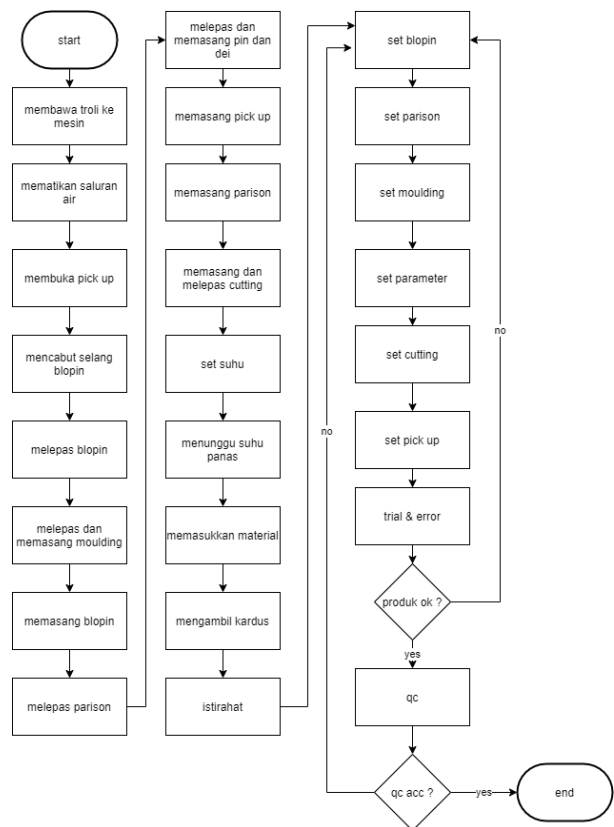 start
membawa troli ke
mesin
mematikan saluran
air
membuka pick up
mencabut selang
blopin
melepas blopin
melepas dan
memasang moulding
memasang blopin
melepas parison
melepas dan
memasang pin dan
dei
memasang pick up
memasang parison
memasang dan
melepas cutting
set suhu
menunggu suhu
panas
memasukkan material
mengambil kardus
istirahat
set blopin
set parison
set moulding
set parameter
set cutting
set pick up
trial & error
produk ok ?
no
yes
qc
qc acc ?
no
yes
end